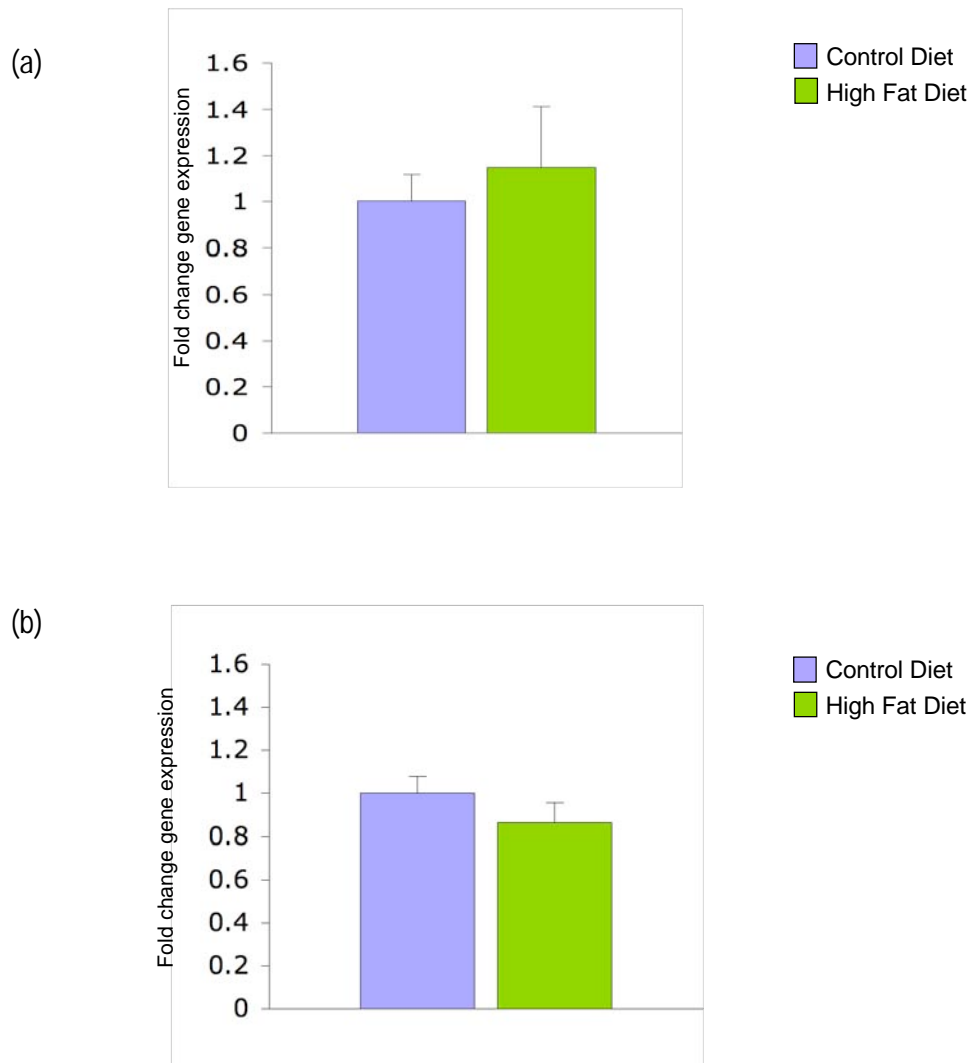 (a)
Fold change gene expression
1.6
1.4
1.2
1
0.8
0.6
0.4
0.2
0
Control Diet
High Fat Diet
(b)
Fold change gene expression
1.6
1.4
1.2
1
0.8
0.6
0.4
0.2
0
Control Diet
High Fat Diet